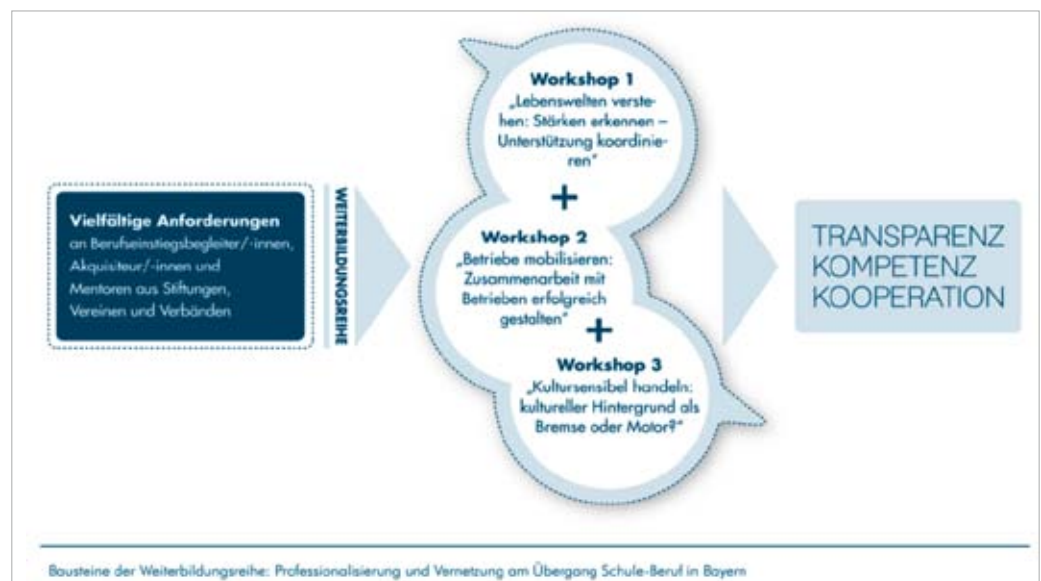 Vielfältige Anforderungen
an Berufseinstiegsbegleiter/-innen,
Akquisiteur/-innen und
Mentoren aus Stiftungen,
Vereinen und Verbänden
WEITERBILDUNGSREIHE
Workshop 1
„Lebenswelten verste-
hen: Stärken erkennen –
Unterstützung koordinie-
ren“
+
Workshop 2
„Betriebe mobilisieren:
Zusammenarbeit mit
Betrieben erfolgreich
gestalten“
+
Workshop 3
„Kultursensibel handeln:
kultureller Hintergrund als
Bremse oder Motor?“
TRANSPARENZ
KOMPETENZ
KOOPERATION
Bausteine der Weiterbildungsreihe: Professionalisierung und Vernetzung am Übergang Schule-Beruf in Bayern